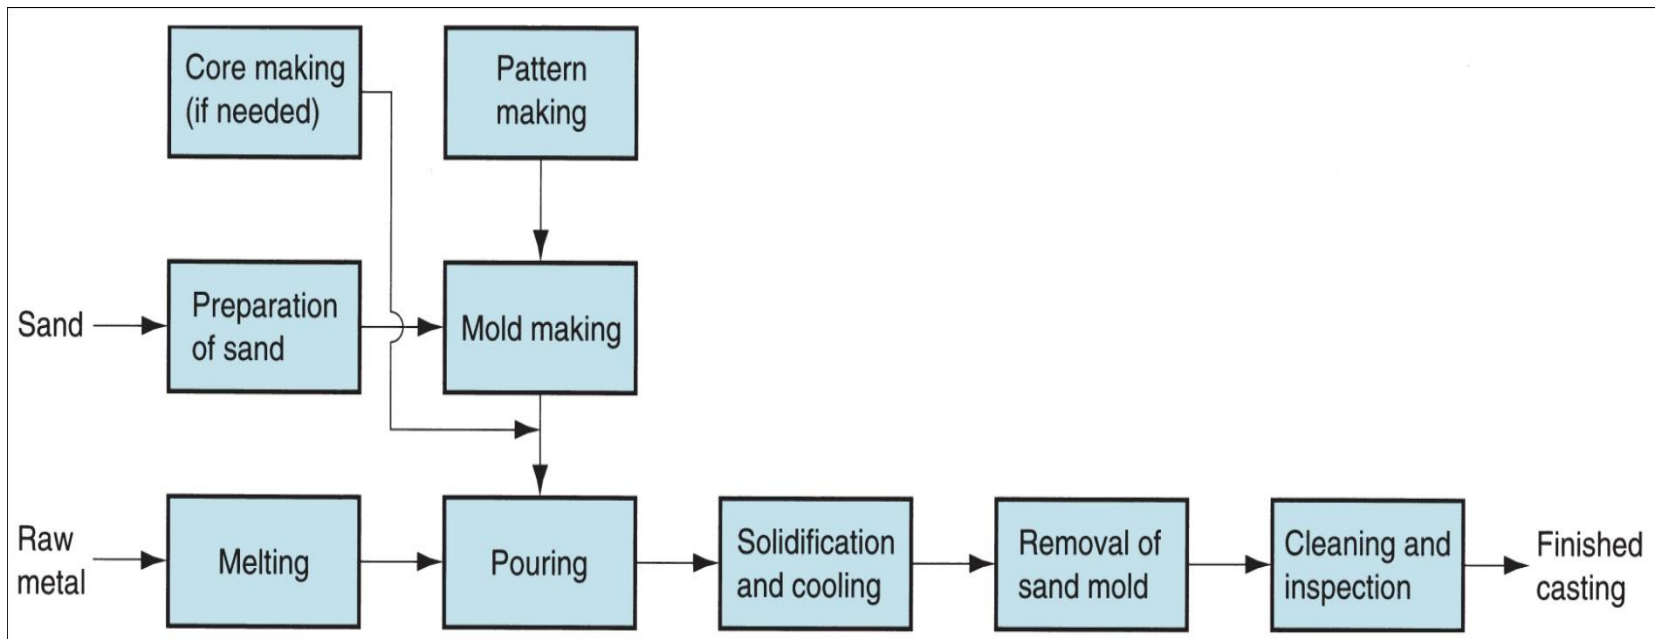 Core making
(if needed)
Pattern
making
Sand
Preparation
of sand
Mold making
Raw
metal
Melting
Pouring
Solidification
and cooling
Removal of
sand mold
Cleaning and
inspection
Finished
casting